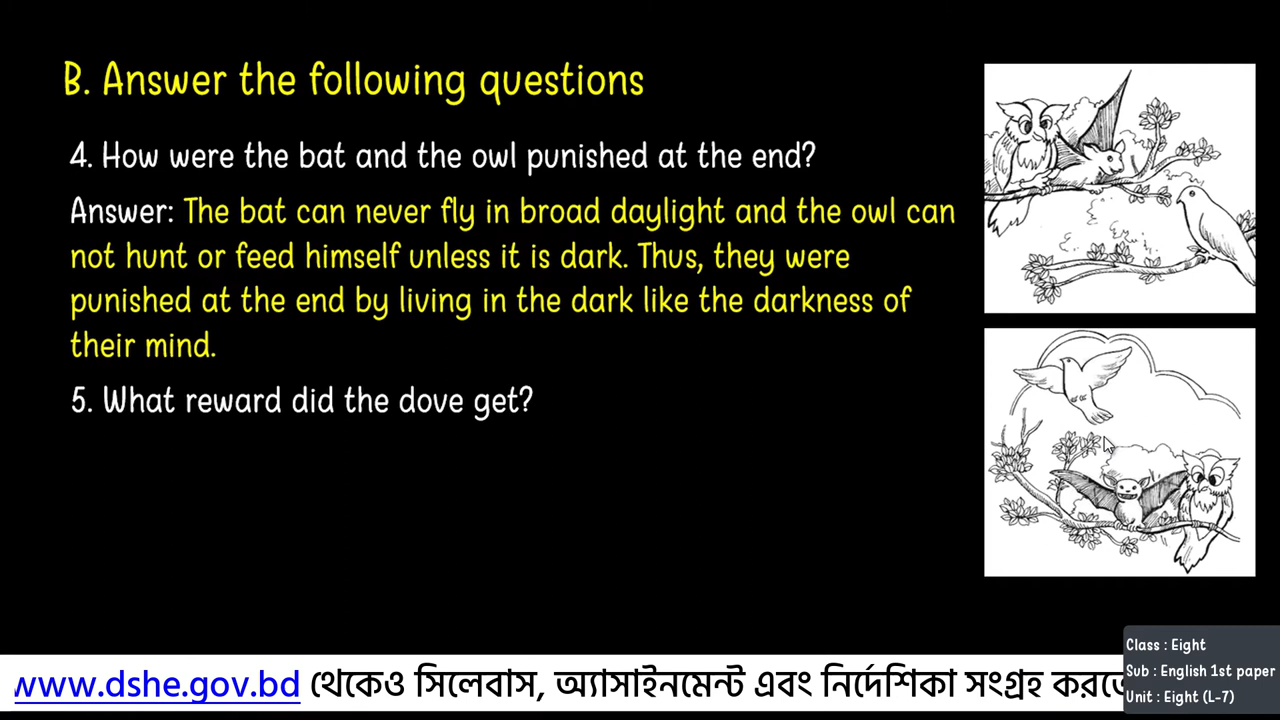 B. Answer the following questions
4. How were the bat and the owl punished at the end?
Answer: The bat can never fly in broad daylight and the owl can
not hunt or feed himself unless it is dark. Thus, they were
punished at the end by living in the dark like the darkness of
their mind.
5. What reward did the dove get?
www.dshe.gov.bd থেকেও সিলেবাস, অ্যাসাইনমেন্ট এবং নির্দেশিকা সংগ্রহ
Class : Eight
Sub : English 1st paper
Unit : Eight (L-7)